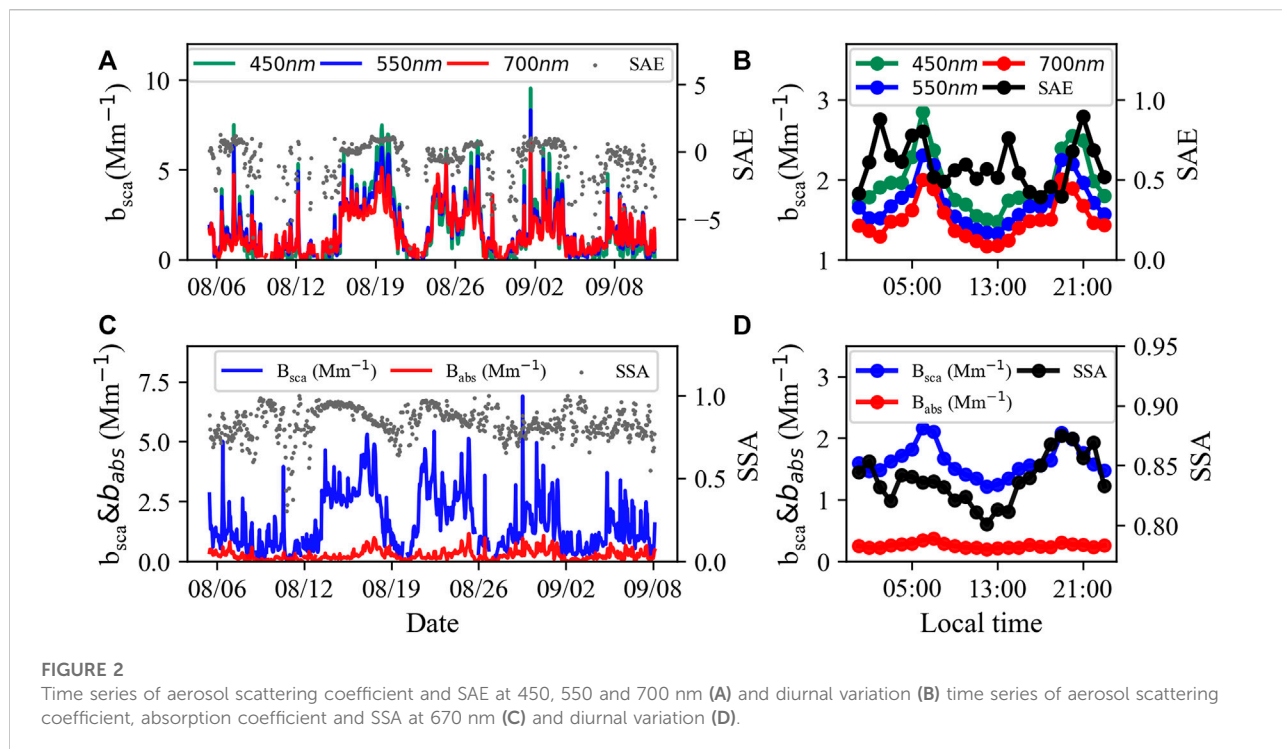 A
450nm 550nm 700nm SAE
10
5
0
b_sca(Mm⁻¹)
5
0
−5
SAE
08/06 08/12 08/19 08/26 09/02 09/08
B
450nm 700nm
550nm SAE
3
2
1
b_sca(Mm⁻¹)
1.0
0.5
0.0
SAE
05:00 13:00 21:00
C
B_sca (Mm⁻¹) B_abs (Mm⁻¹) SSA
7.5
5.0
2.5
0.0
b_sca &b_abs (Mm⁻¹)
1.0
0.5
0.0
SSA
08/06 08/12 08/19 08/26 09/02 09/08
Date
D
B_sca (Mm⁻¹) SSA
B_abs (Mm⁻¹)
3
2
1
0
b_sca &b_abs (Mm⁻¹)
0.95
0.90
0.85
0.80
SSA
05:00 13:00 21:00
Local time
FIGURE 2
Time series of aerosol scattering coefficient and SAE at 450, 550 and 700 nm (A) and diurnal variation (B) time series of aerosol scattering
coefficient, absorption coefficient and SSA at 670 nm (C) and diurnal variation (D).